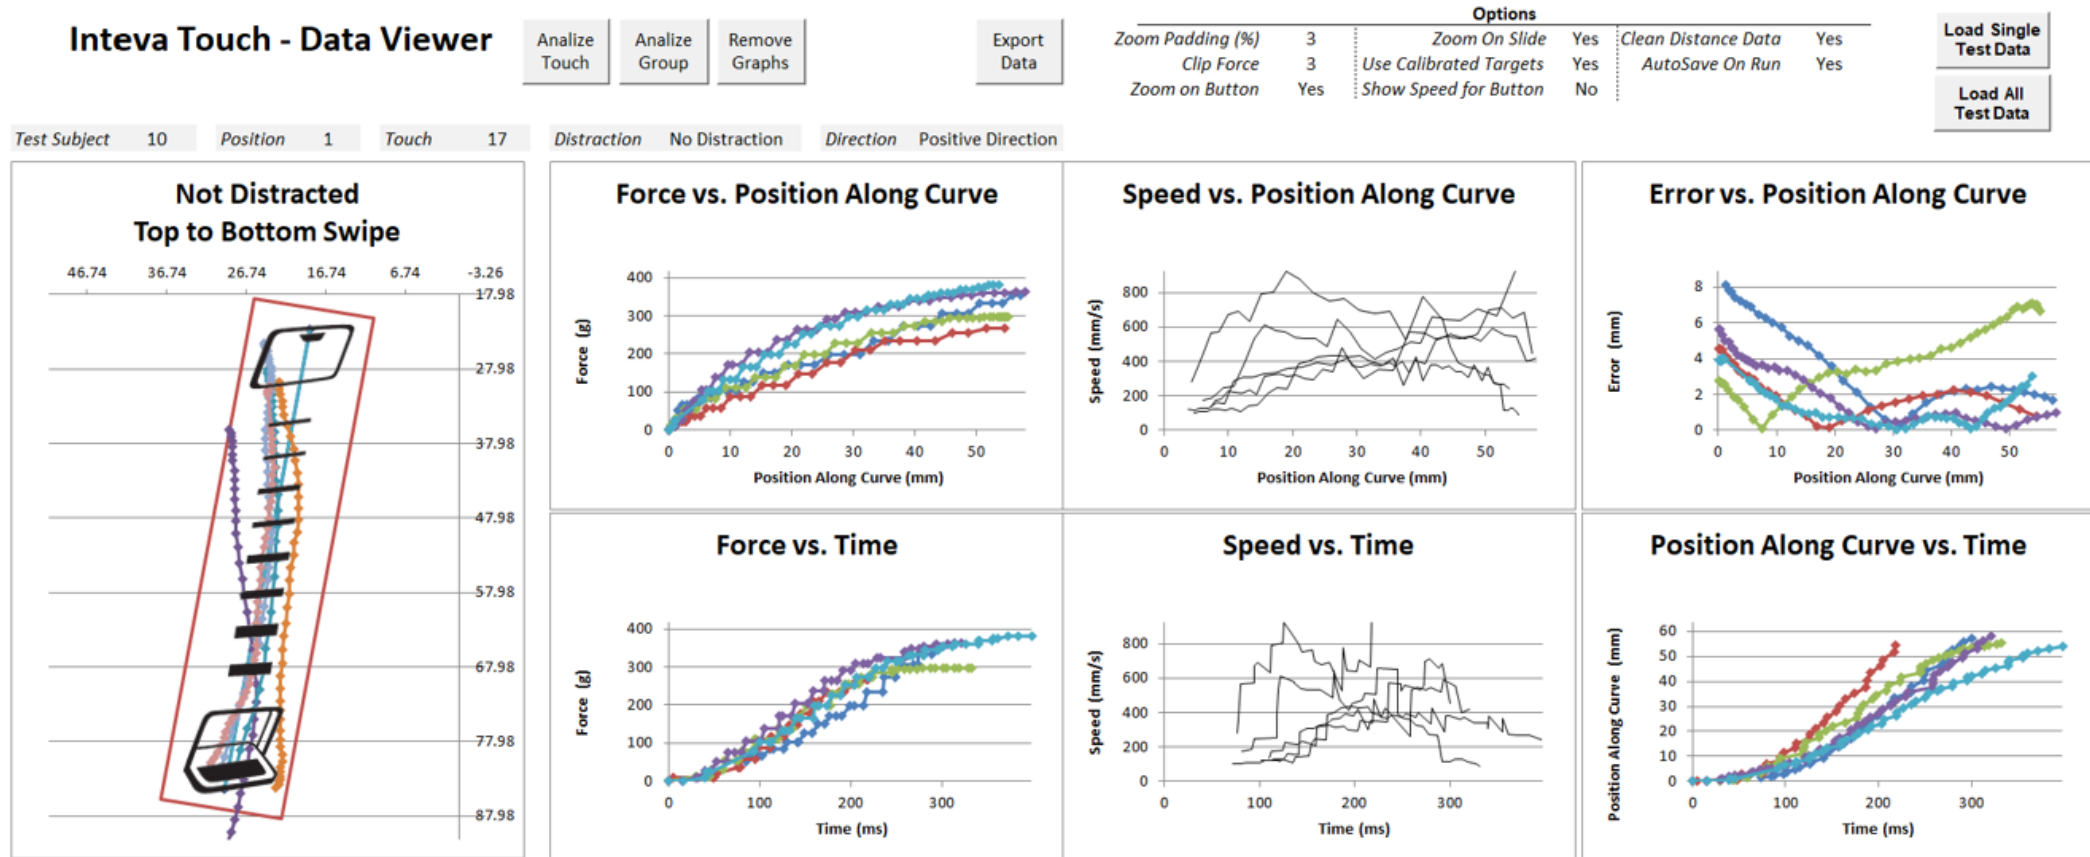 Inteva Touch - Data Viewer
Analize Touch
Analize Group
Remove Graphs
Export Data
Options
Zoom Padding (%) 3 Zoom On Slide Yes Clean Distance Data Yes
Clip Force 3 Use Calibrated Targets Yes AutoSave On Run Yes
Zoom on Button Yes Show Speed for Button No
Load Single Test Data
Load All Test Data
Test Subject 10 Position 1 Touch 17 Distraction No Distraction Direction Positive Direction
Not Distracted
Top to Bottom Swipe
46.74 36.74 26.74 16.74 6.74 -3.26
17.98
27.98
37.98
47.98
57.98
67.98
77.98
87.98
Force vs. Position Along Curve
Force (g)
400
300
200
100
0
0 10 20 30 40 50
Position Along Curve (mm)
Speed vs. Position Along Curve
Speed (mm/s)
800
600
400
200
0
0 10 20 30 40 50
Position Along Curve (mm)
Error vs. Position Along Curve
Error (mm)
8
6
4
2
0
0 10 20 30 40 50
Position Along Curve (mm)
Force vs. Time
Force (g)
400
300
200
100
0
0 100 200 300
Time (ms)
Speed vs. Time
Speed (mm/s)
800
600
400
200
0
0 100 200 300
Time (ms)
Position Along Curve vs. Time
Position Along Curve (mm)
60
50
40
30
20
10
0
0 100 200 300
Time (ms)